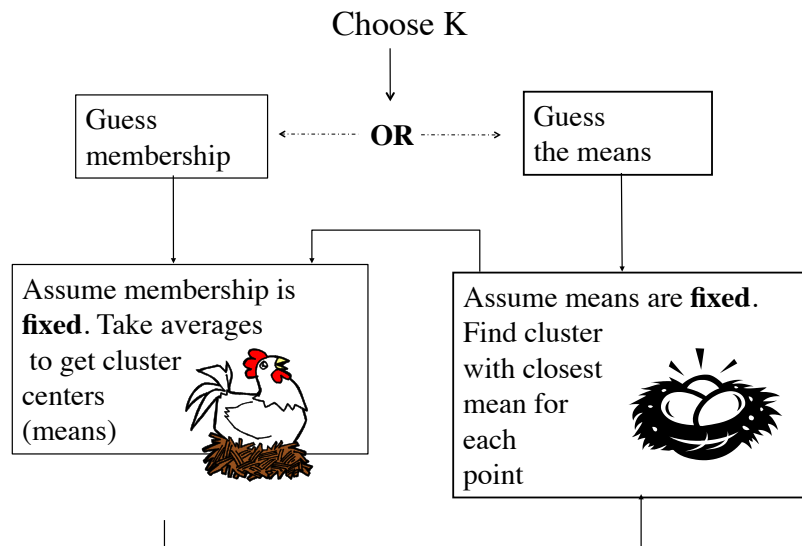 Choose K
Guess
membership
OR
Guess
the means
Assume membership is
fixed. Take averages
to get cluster
centers
(means)
Assume means are fixed.
Find cluster
with closest
mean for
each
point